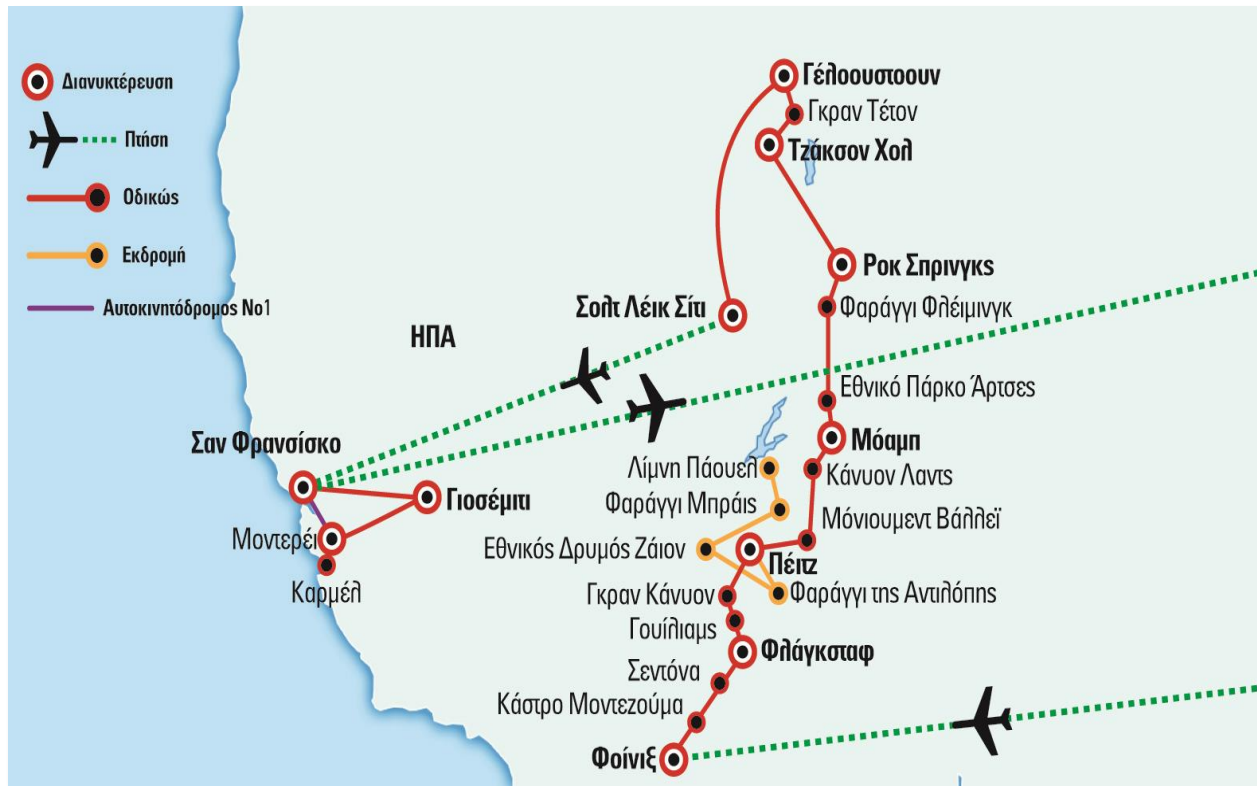 Διανυκτέρευση
Πτήση
Οδικώς
Εκδρομή
Αυτοκινητόδρομος Νο1
Γέλοουστοουν
Γκραν Τέτον
Τζάκσον Χολ
Ροκ Σπρινγκς
Σολτ Λέικ Σίτι
Φαράγγι Φλέιμινγκ
ΗΠΑ
Εθνικό Πάρκο Άρτσες
Σαν Φρανσίσκο
Μόαμπ
Λίμνη Πάουελ
Κάνυον Λαντς
Γιοσέμιτι
Φαράγγι Μπράις
Μόνιουμεντ Βάλλεϊ
Μοντερέι
Εθνικός Δρυμός Ζάιον
Πέιτζ
Καρμέλ
Γκραν Κάνυον
Φαράγγι της Αντιλόπης
Γουίλιαμς
Φλάγκσταφ
Σεντόνα
Κάστρο Μοντεζούμα
Φοίνιξ